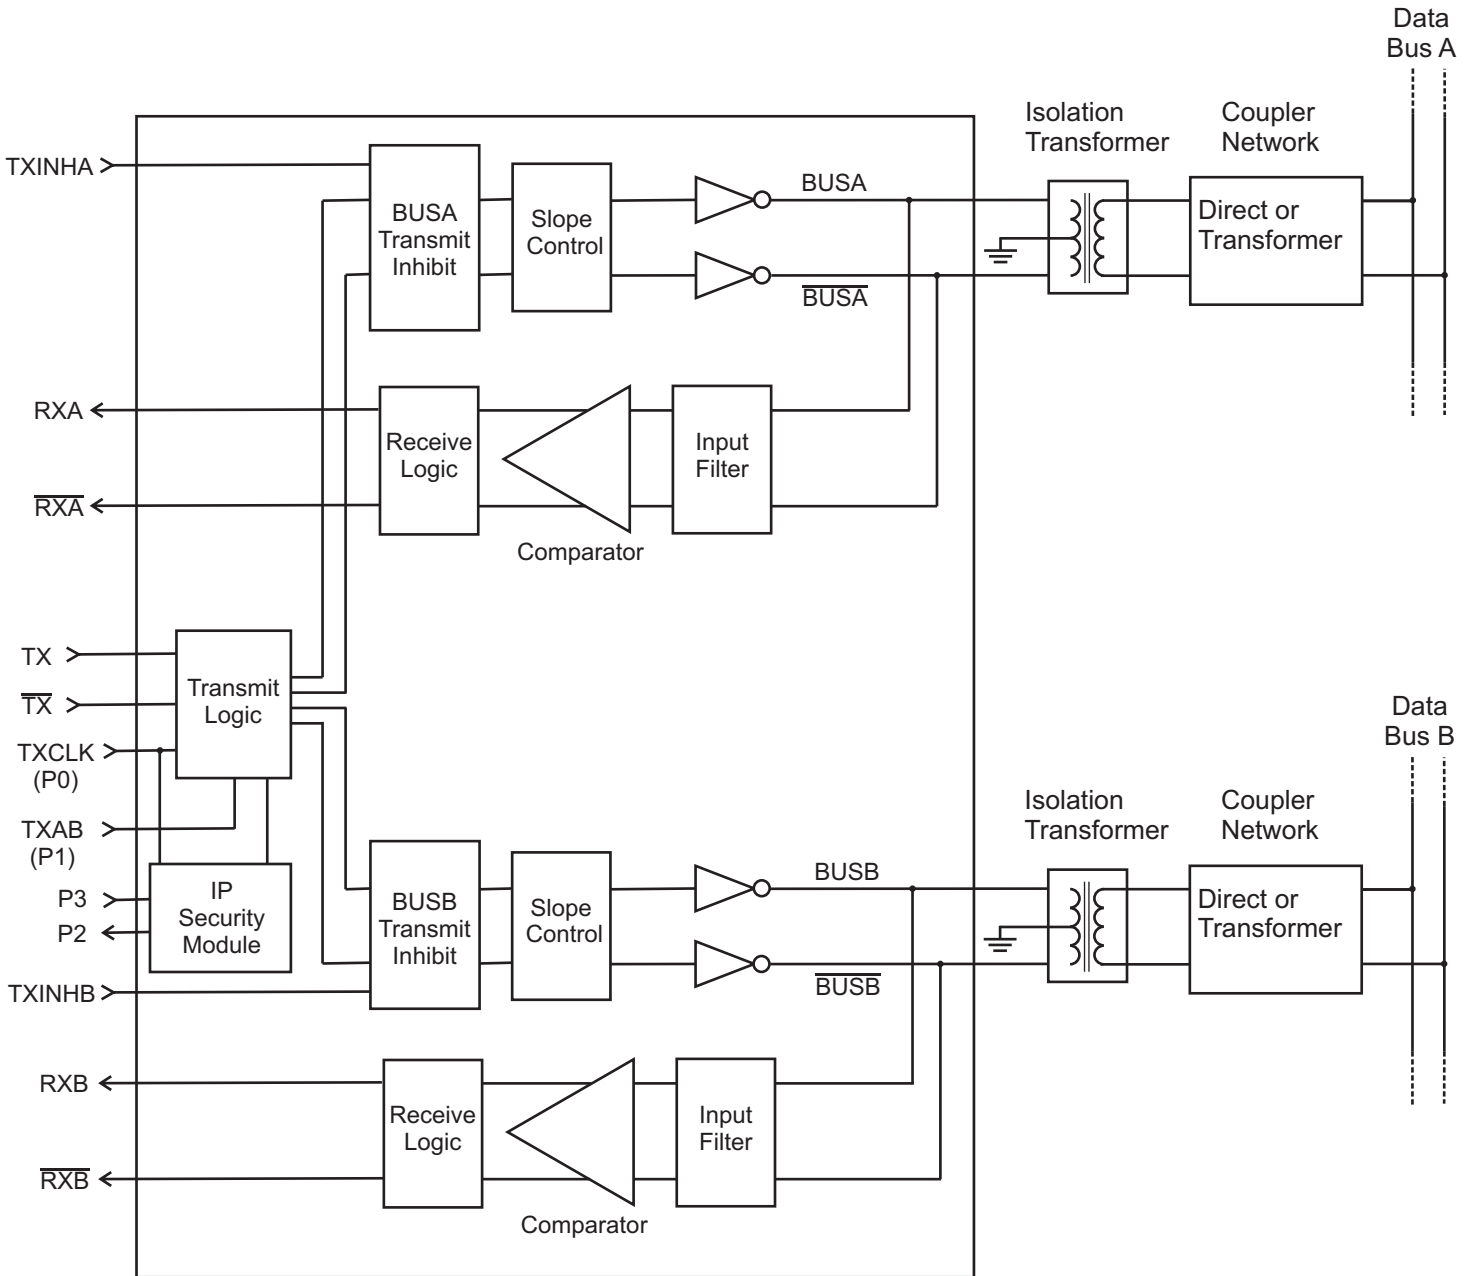 Data
Bus A
Isolation
Transformer
Coupler
Network
TXINHA
BUSA
Transmit
Inhibit
Slope
Control
BUSA
BUSA
Direct or
Transformer
RXA
RXA
Receive
Logic
Comparator
Input
Filter
TX
TX
TXCLK
(P0)
TXAB
(P1)
P3
P2
Transmit
Logic
IP
Security
Module
Data
Bus B
Isolation
Transformer
Coupler
Network
TXINHB
BUSB
Transmit
Inhibit
Slope
Control
BUSB
BUSB
Direct or
Transformer
RXB
RXB
Receive
Logic
Comparator
Input
Filter